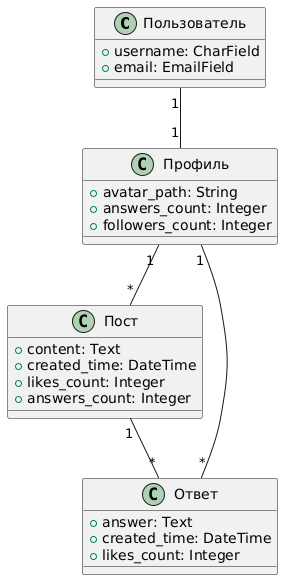 C Пользователь
username: CharField
email: EmailField
1
1
C Профиль
avatar_path: String
answers_count: Integer
followers_count: Integer
1
1
*
C Пост
content: Text
created_time: DateTime
likes_count: Integer
answers_count: Integer
1
*
*
C Ответ
answer: Text
created_time: DateTime
likes_count: Integer